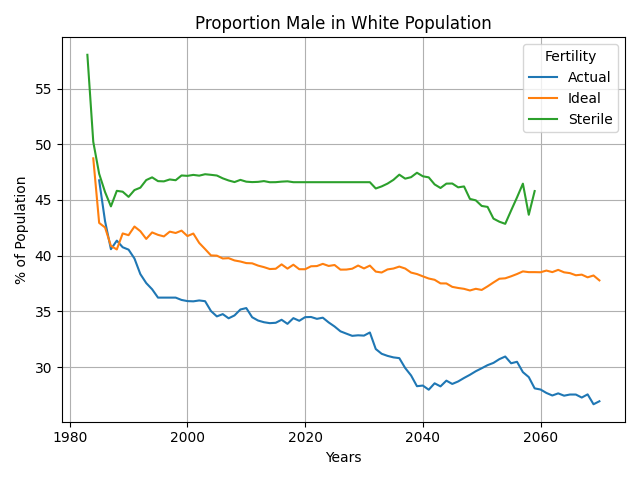 Proportion Male in White Population
% of Population
55
50
45
40
35
30
Fertility
Actual
Ideal
Sterile
1980
2000
2020
2040
2060
Years